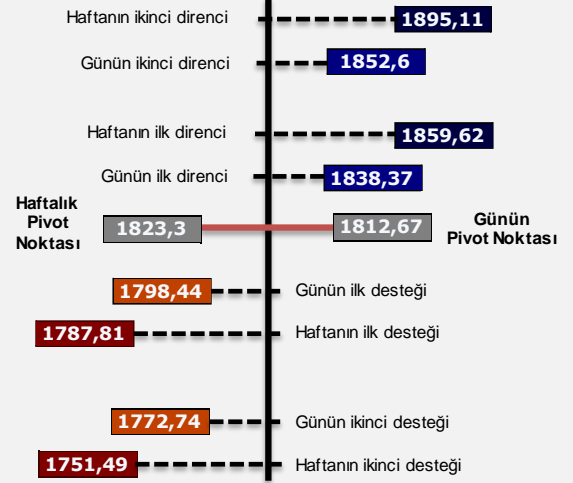 Haftanın ikinci direnci
1895,11
Günün ikinci direnci
1852,6
Haftanın ilk direnci
1859,62
Günün ilk direnci
1838,37
Haftalık
Pivot
Noktası
1823,3
1812,67
Günün
Pivot Noktası
1798,44
Günün ilk desteği
1787,81
Haftanın ilk desteği
1772,74
Günün ikinci desteği
1751,49
Haftanın ikinci desteği